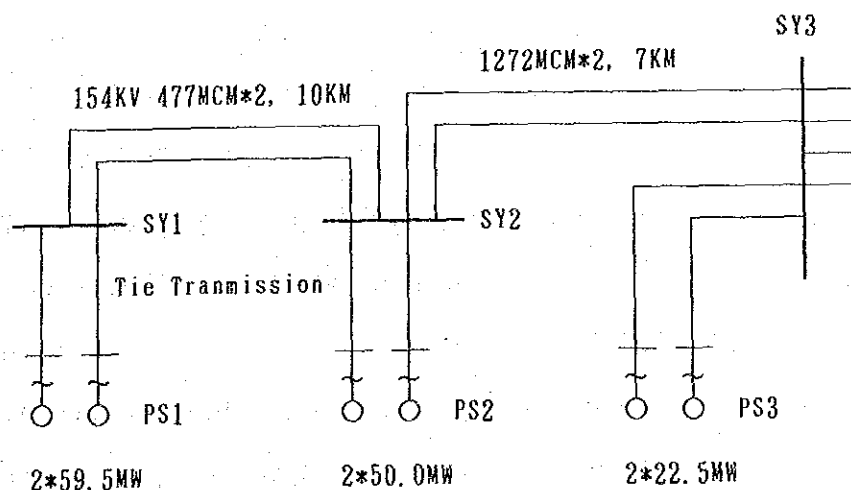 SY3
1272MCM*2, 7KM
154KV 477MCM*2, 10KM
SY1
SY2
Tie Tranmission
PS1
PS2
PS3
2*59.5MW
2*50.0MW
2*22.5MW